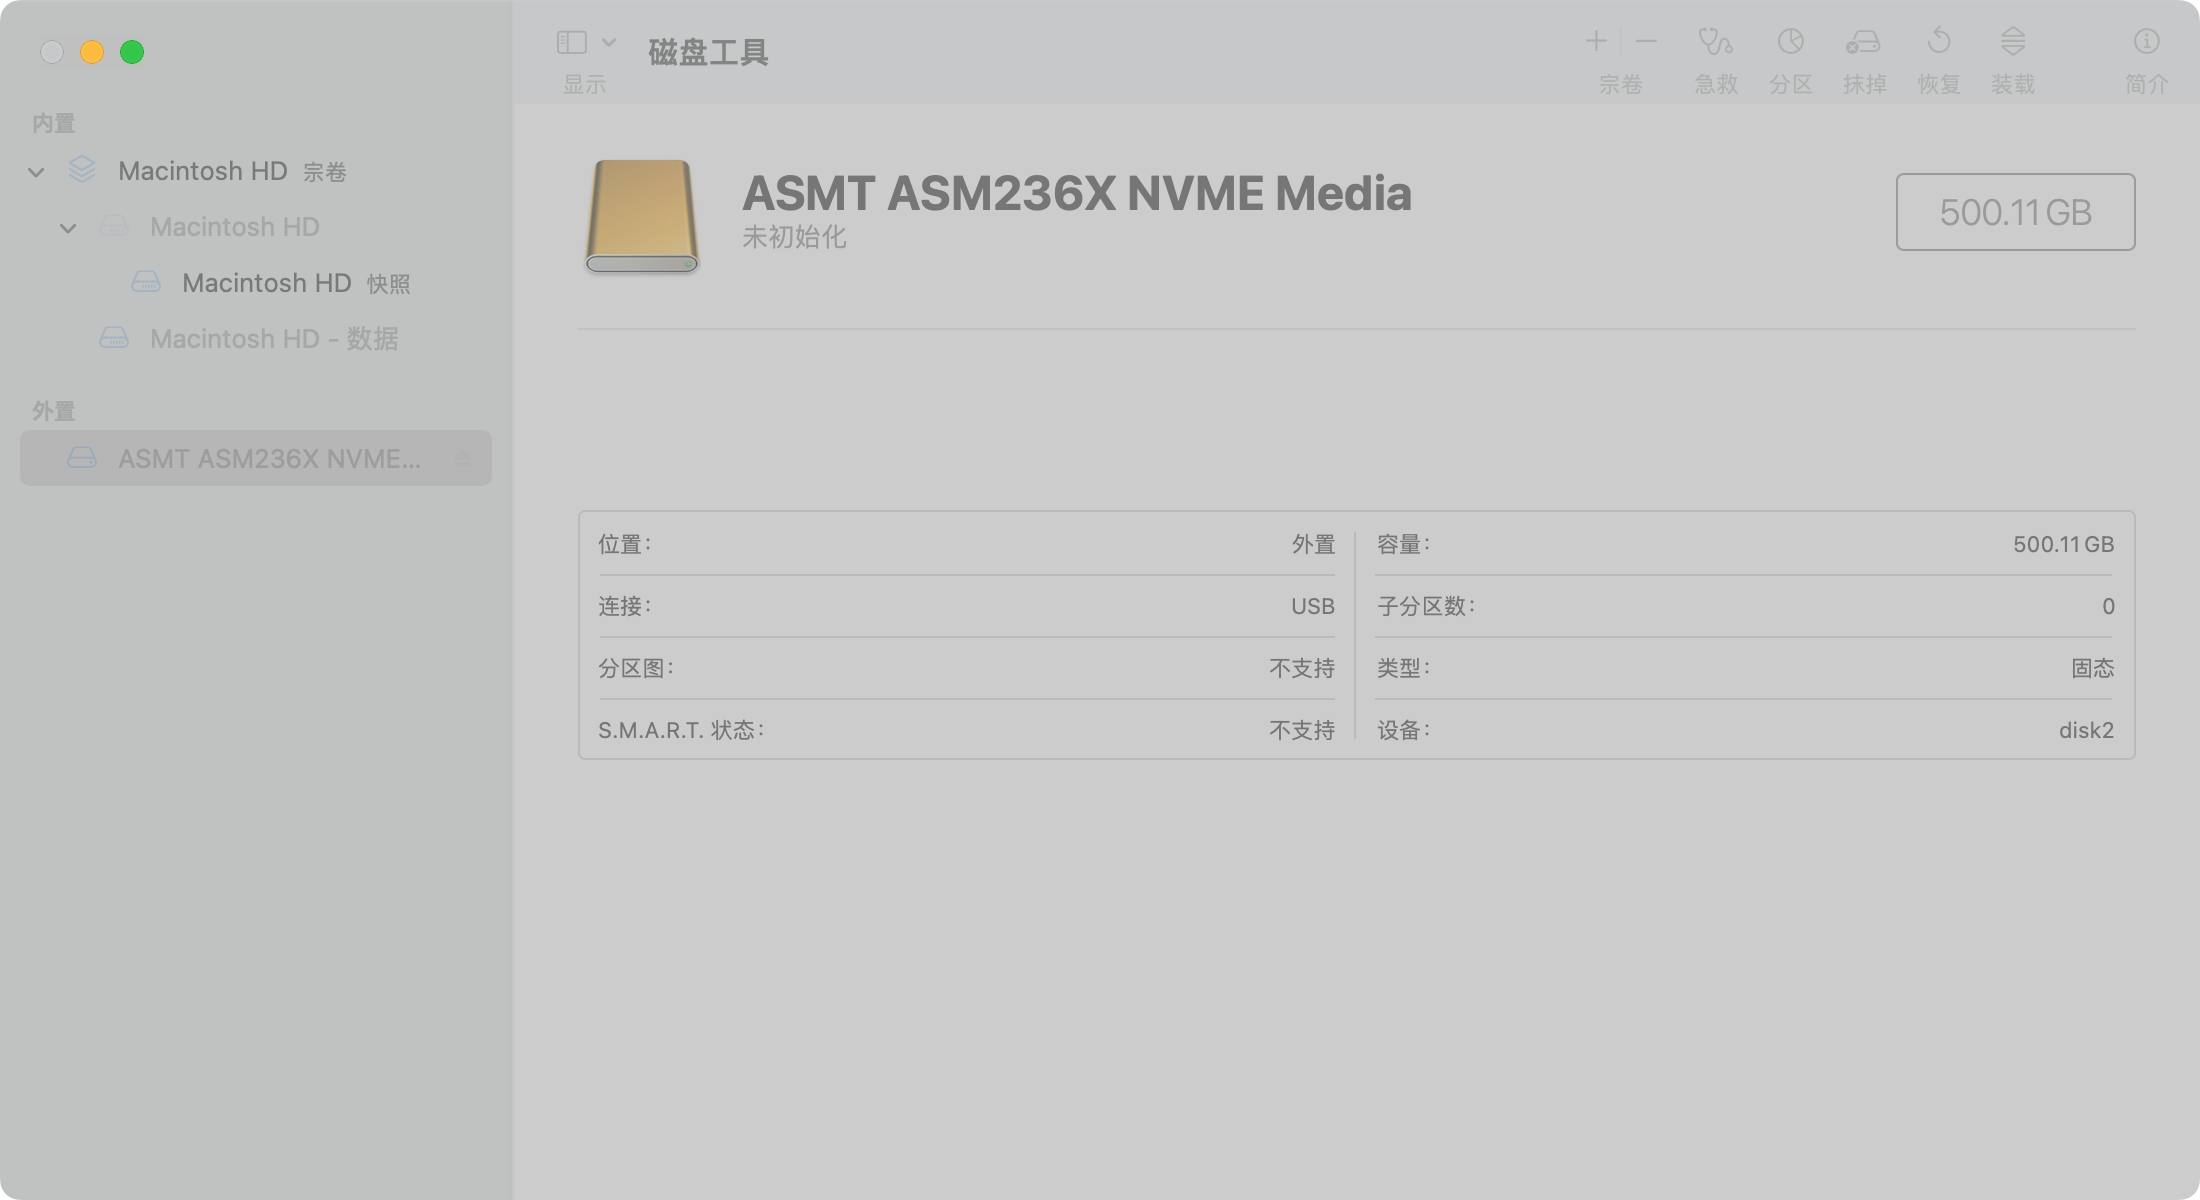 磁盘工具
显示
宗卷
急救
分区
抹掉
恢复
装载
简介
内置
Macintosh HD 宗卷
Macintosh HD
Macintosh HD 快照
Macintosh HD - 数据
外置
ASMT ASM236X NVME...
ASMT ASM236X NVME Media
未初始化
500.11 GB
位置： 外置
连接： USB
分区图： 不支持
S.M.A.R.T. 状态： 不支持
容量： 500.11 GB
子分区数： 0
类型： 固态
设备： disk2